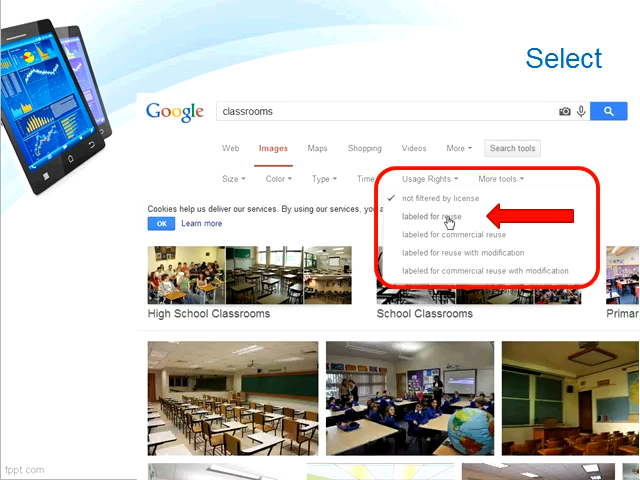 Select
Google classrooms
Web Images Maps Shopping Videos More Search tools
Size Color Type Time Usage Rights More tools
not filtered by license
Cookies help us deliver our services. By using our services, you a
labeled for reuse
OK Learn more
labeled for commercial reuse
labeled for reuse with modification
labeled for commercial reuse with modification
High School Classrooms School Classrooms Primar
fppt.com